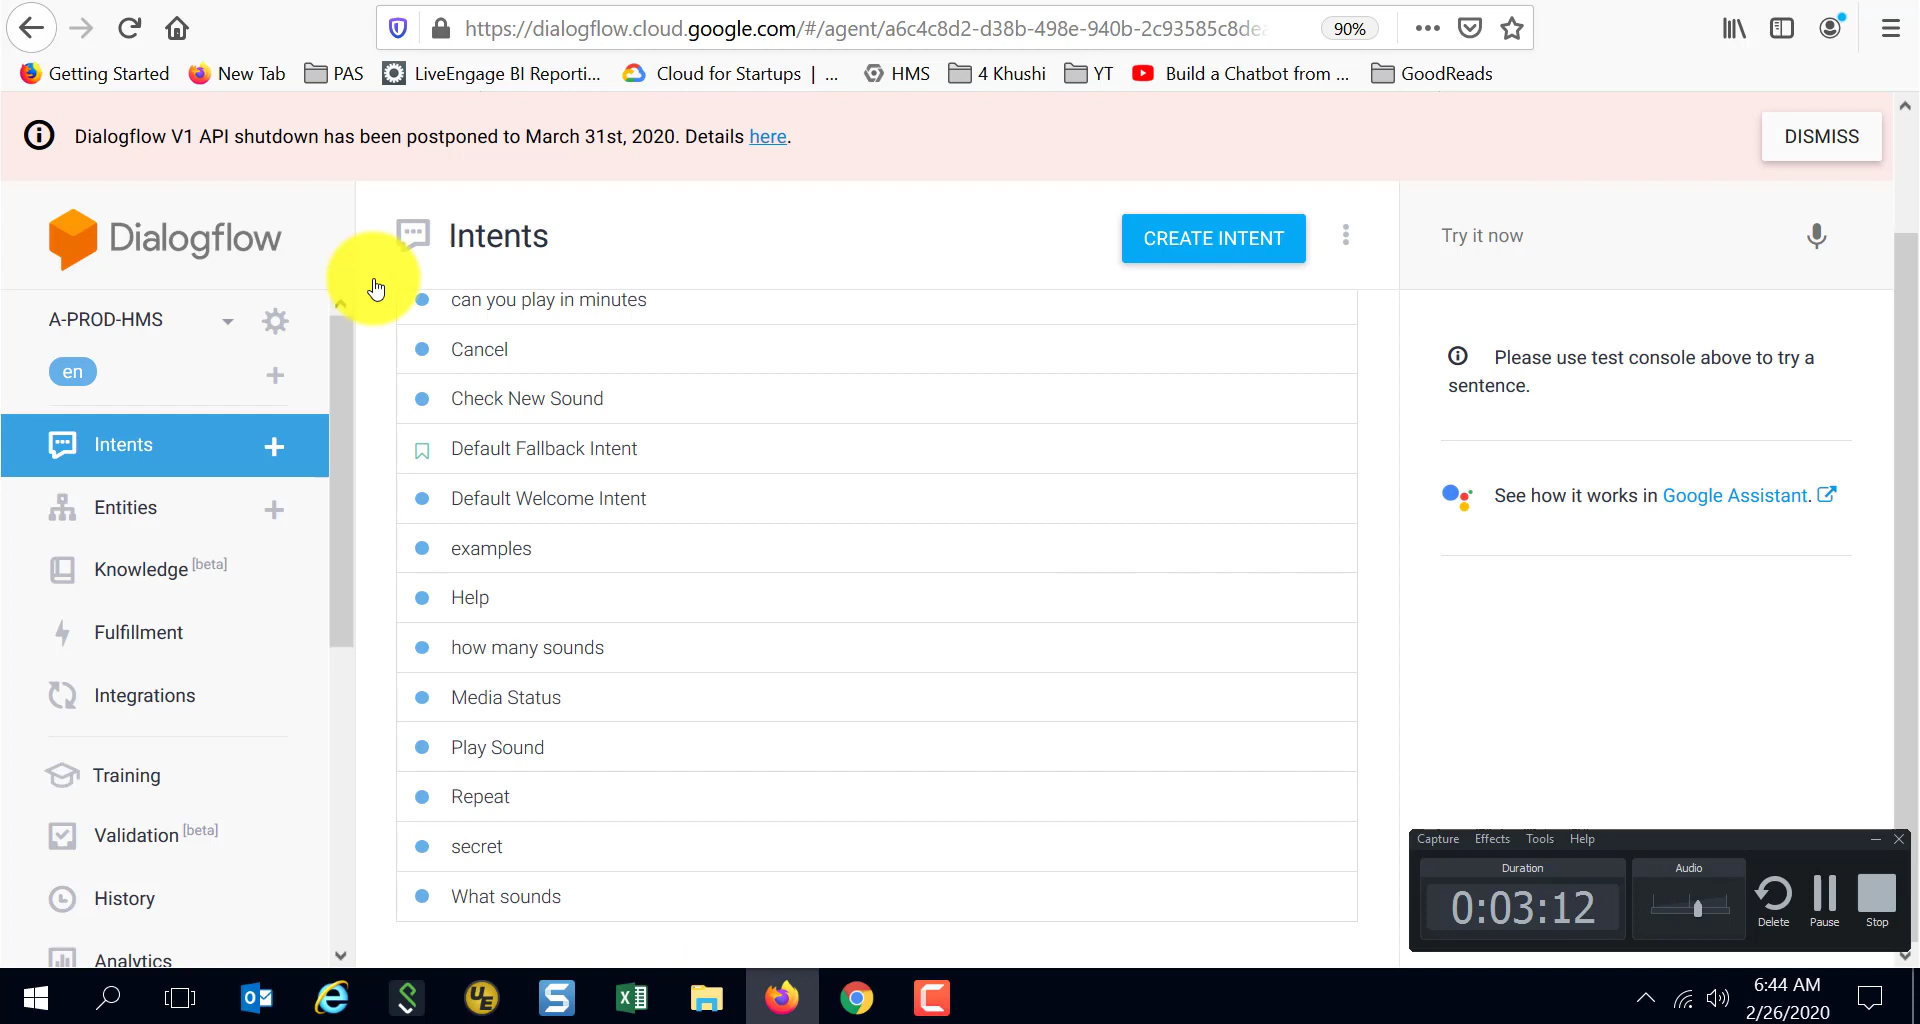 https://dialogflow.cloud.google.com/#/agent/a6c4c8d2-d38b-498e-940b-2c93585c8dea
90%
Getting Started
New Tab
PAS
LiveEngage BI Reporti...
Cloud for Startups | ...
HMS
4 Khushi
YT
Build a Chatbot from ...
GoodReads
Dialogflow V1 API shutdown has been postponed to March 31st, 2020. Details here.
DISMISS
Dialogflow
Intents
CREATE INTENT
Try it now
A-PROD-HMS
en
Intents
Entities
Knowledge [beta]
Fulfillment
Integrations
Training
Validation [beta]
History
Analytics
can you play in minutes
Cancel
Check New Sound
Default Fallback Intent
Default Welcome Intent
examples
Help
how many sounds
Media Status
Play Sound
Repeat
secret
What sounds
Please use test console above to try a
sentence.
See how it works in Google Assistant.
Capture Effects Tools Help
Duration
0:03:12
Audio
Delete
Pause
Stop
6:44 AM
2/26/2020